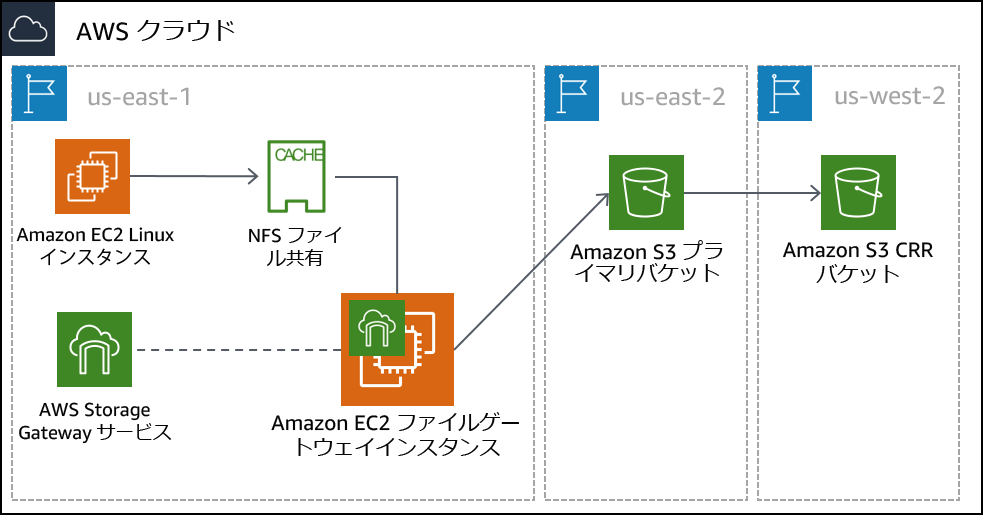 AWS クラウド
us-east-1
us-east-2
us-west-2
CACHE
Amazon EC2 Linux
インスタンス
NFS ファイ
ル共有
Amazon S3 プラ
イマリバケット
Amazon S3 CRR
バケット
AWS Storage
Gateway サービス
Amazon EC2 ファイルゲー
トウェイインスタンス